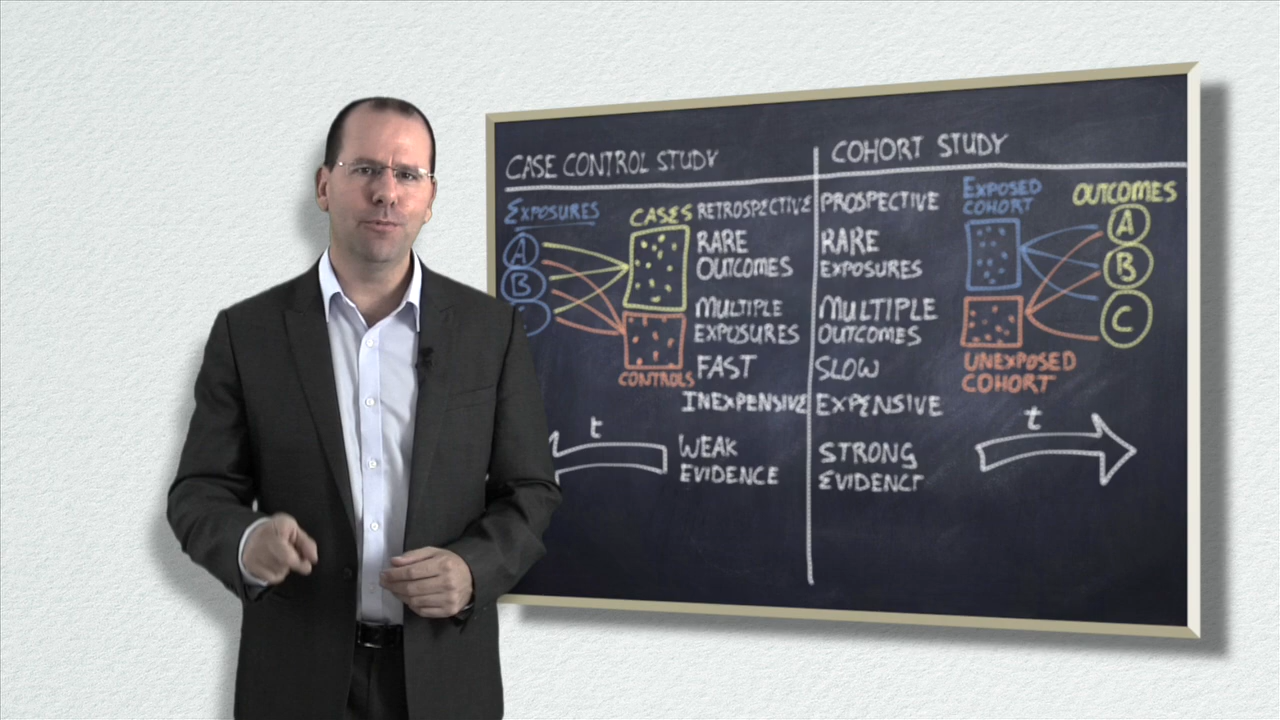 CASE CONTROL STUDY
COHORT STUDY
EXPOSURES
A
B
CASES
CONTROLS
RETROSPECTIVE
RARE
OUTCOMES
MULTIPLE
EXPOSURES
FAST
INEXPENSIVE
WEAK
EVIDENCE
t
PROSPECTIVE
RARE
EXPOSURES
MULTIPLE
OUTCOMES
SLOW
EXPENSIVE
STRONG
EVIDENCE
EXPOSED
COHORT
UNEXPOSED
COHORT
OUTCOMES
A
B
C
t